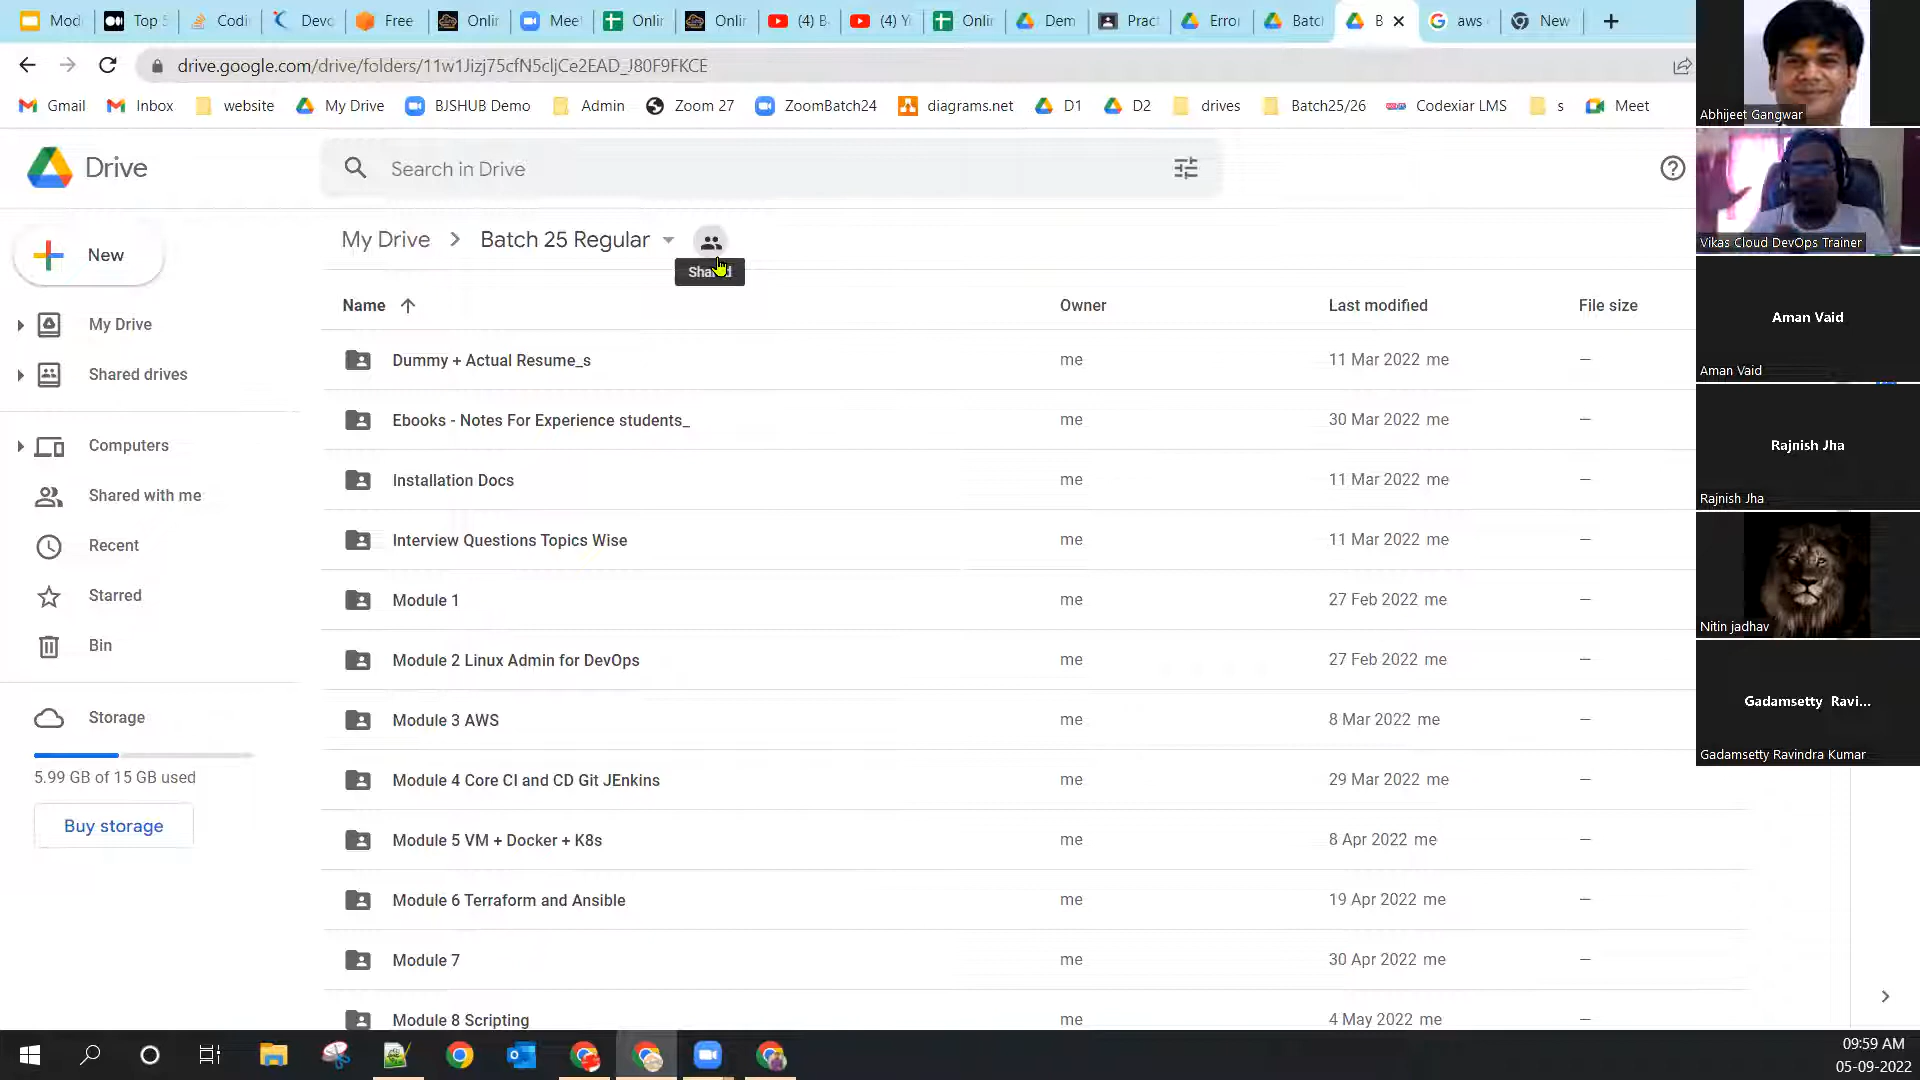 Mod
Top 5
Codi
Devo
Free
Onlin
Meet
Onlin
Onlin
(4) B
(4) Y
Onlin
Dem
Pract
Error
Batch
B
aws
New
drive.google.com/drive/folders/11w1Jizj75cfN5cljCe2EAD_J80F9FKCE
Gmail
Inbox
website
My Drive
BJSHUB Demo
Admin
Zoom 27
ZoomBatch24
diagrams.net
D1
D2
drives
Batch25/26
Codexiar LMS
s
Meet
Drive
Search in Drive
New
My Drive
Shared drives
Computers
Shared with me
Recent
Starred
Bin
Storage
5.99 GB of 15 GB used
Buy storage
My Drive > Batch 25 Regular
Shared
Name Owner Last modified File size
Dummy + Actual Resume_s me 11 Mar 2022 me —
Ebooks - Notes For Experience students_ me 30 Mar 2022 me —
Installation Docs me 11 Mar 2022 me —
Interview Questions Topics Wise me 11 Mar 2022 me —
Module 1 me 27 Feb 2022 me —
Module 2 Linux Admin for DevOps me 27 Feb 2022 me —
Module 3 AWS me 8 Mar 2022 me —
Module 4 Core CI and CD Git JEnkins me 29 Mar 2022 me —
Module 5 VM + Docker + K8s me 8 Apr 2022 me —
Module 6 Terraform and Ansible me 19 Apr 2022 me —
Module 7 me 30 Apr 2022 me —
Module 8 Scripting me 4 May 2022 me —
Abhijeet Gangwar
Vikas Cloud DevOps Trainer
Aman Vaid
Aman Vaid
Rajnish Jha
Rajnish Jha
Nitin jadhav
Gadamsetty Ravi...
Gadamsetty Ravindra Kumar
09:59 AM
05-09-2022